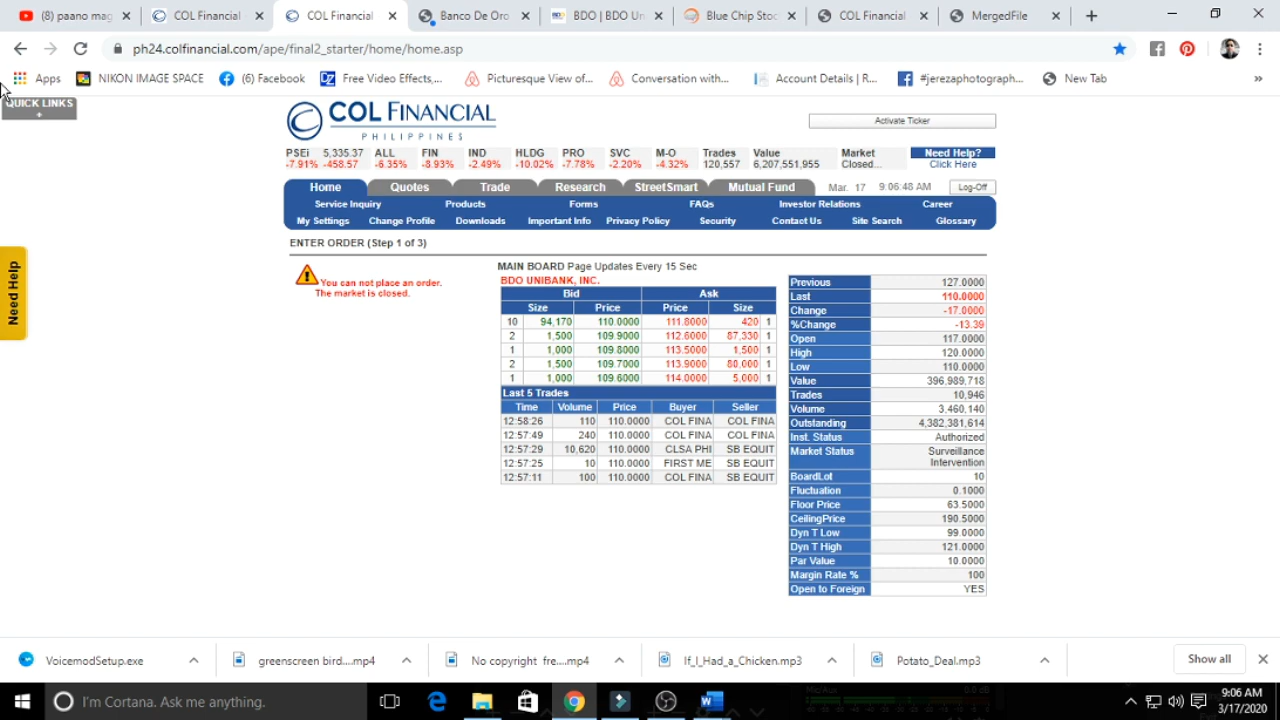 (8) paano mag
COL Financial
COL Financial
Banco De Oro
BDO | BDO Un
Blue Chip Stoc
COL Financial
MergedFile
ph24.colfinancial.com/ape/final2_starter/home/home.asp
Apps
NIKON IMAGE SPACE
(6) Facebook
Free Video Effects,...
Picturesque View of...
Conversation with...
Account Details | R...
#jerezaphotograph...
New Tab
»
QUICK LINKS
+
COL FINANCIAL
PHILIPPINES
Activate Ticker
PSEi 5,335.37 ALL FIN IND HLDG PRO SVC M-O Trades Value Market Need Help?
-7.91% -458.57 -6.35% -8.93% -2.49% -10.02% -7.78% -2.20% -4.32% 120,557 6,207,551,955 Closed... Click Here
Home Quotes Trade Research StreetSmart Mutual Fund Mar. 17 9:06:48 AM Log-Off
Service Inquiry Products Forms FAQs Investor Relations Career
My Settings Change Profile Downloads Important Info Privacy Policy Security Contact Us Site Search Glossary
ENTER ORDER (Step 1 of 3)
You can not place an order.
The market is closed.
Need Help
MAIN BOARD Page Updates Every 15 Sec
BDO UNIBANK, INC.
Bid Ask
Size Price Price Size
10 94,170 110.0000 111.8000 420 1
2 1,500 109.9000 112.6000 87,330 1
1 1,000 109.8000 113.5000 1,500 1
2 1,500 109.7000 113.9000 80,000 1
1 1,000 109.6000 114.0000 5,000 1
Last 5 Trades
Time Volume Price Buyer Seller
12:58:26 110 110.0000 COL FINA COL FINA
12:57:49 240 110.0000 COL FINA COL FINA
12:57:29 10,620 110.0000 CLSA PHI SB EQUIT
12:57:25 10 110.0000 FIRST ME SB EQUIT
12:57:11 100 110.0000 COL FINA SB EQUIT
Previous 127.0000
Last 110.0000
Change -17.0000
%Change -13.39
Open 117.0000
High 120.0000
Low 110.0000
Value 396,989,718
Trades 10,946
Volume 3,460,140
Outstanding 4,382,381,614
Inst. Status Authorized
Market Status Surveillance
Intervention
BoardLot 10
Fluctuation 0.1000
Floor Price 63.5000
CeilingPrice 190.5000
Dyn T Low 99.0000
Dyn T High 121.0000
Par Value 10.0000
Margin Rate % 100
Open to Foreign YES
VoicemodSetup.exe
greenscreen bird....mp4
No copyright fre....mp4
If_I_Had_a_Chicken.mp3
Potato_Deal.mp3
Show all
I'm Cortana. Ask me anything.
Mic/Aux 0.0 dB
9:06 AM
3/17/2020